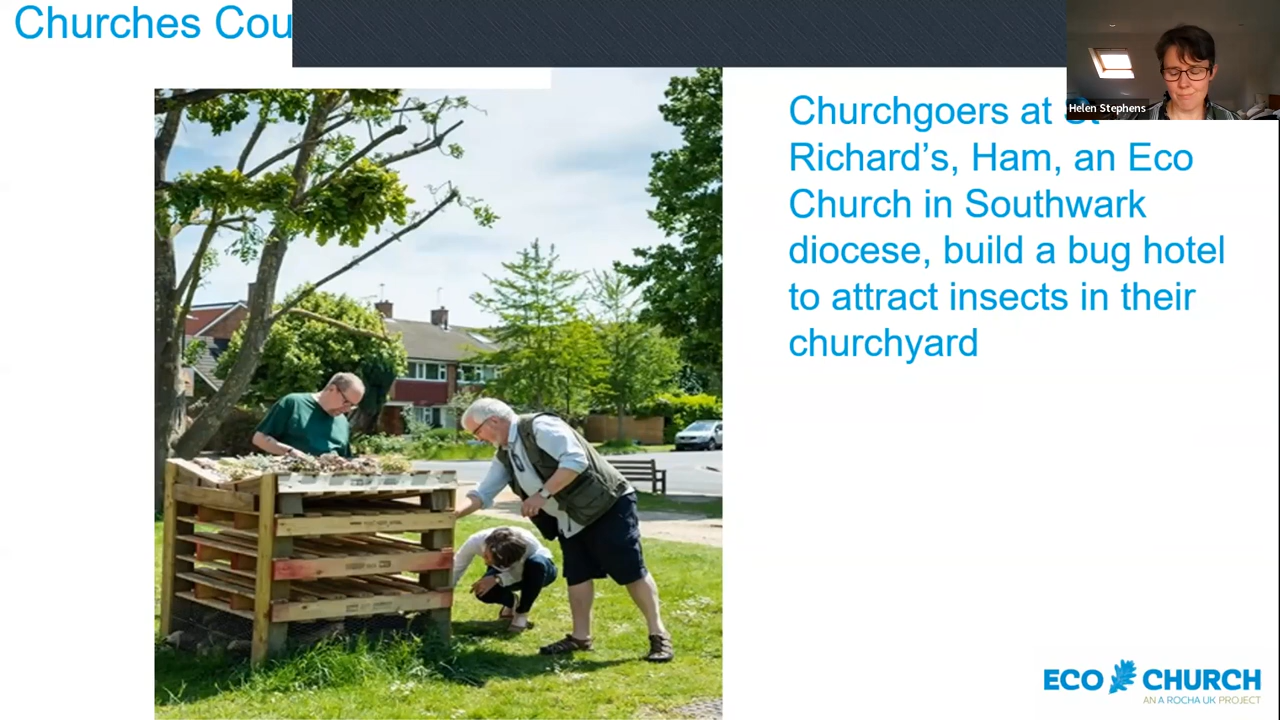 Churches Cou
Helen Stephens
Churchgoers at St
Richard’s, Ham, an Eco
Church in Southwark
diocese, build a bug hotel
to attract insects in their
churchyard
ECO CHURCH
AN A ROCHA UK PROJECT